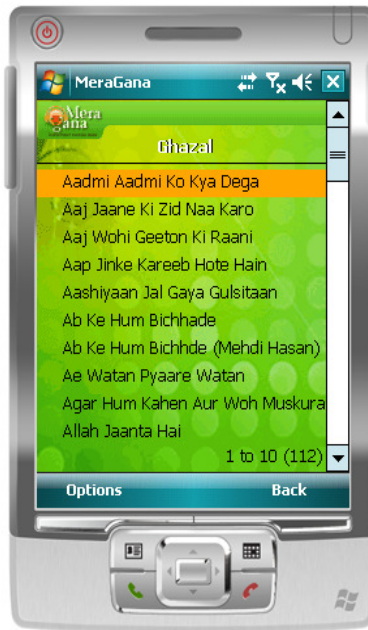 MeraGana
Mera
Gana
Ghazal
Aadmi Aadmi Ko Kya Dega
Aaj Jaane Ki Zid Naa Karo
Aaj Wohi Geeton Ki Raani
Aap Jinke Kareeb Hote Hain
Aashiyaan Jal Gaya Gulsitaan
Ab Ke Hum Bichhade
Ab Ke Hum Bichhde (Mehdi Hasan)
Ae Watan Pyaare Watan
Agar Hum Kahen Aur Woh Muskura
Allah Jaanta Hai
1 to 10 (112)
Options Back